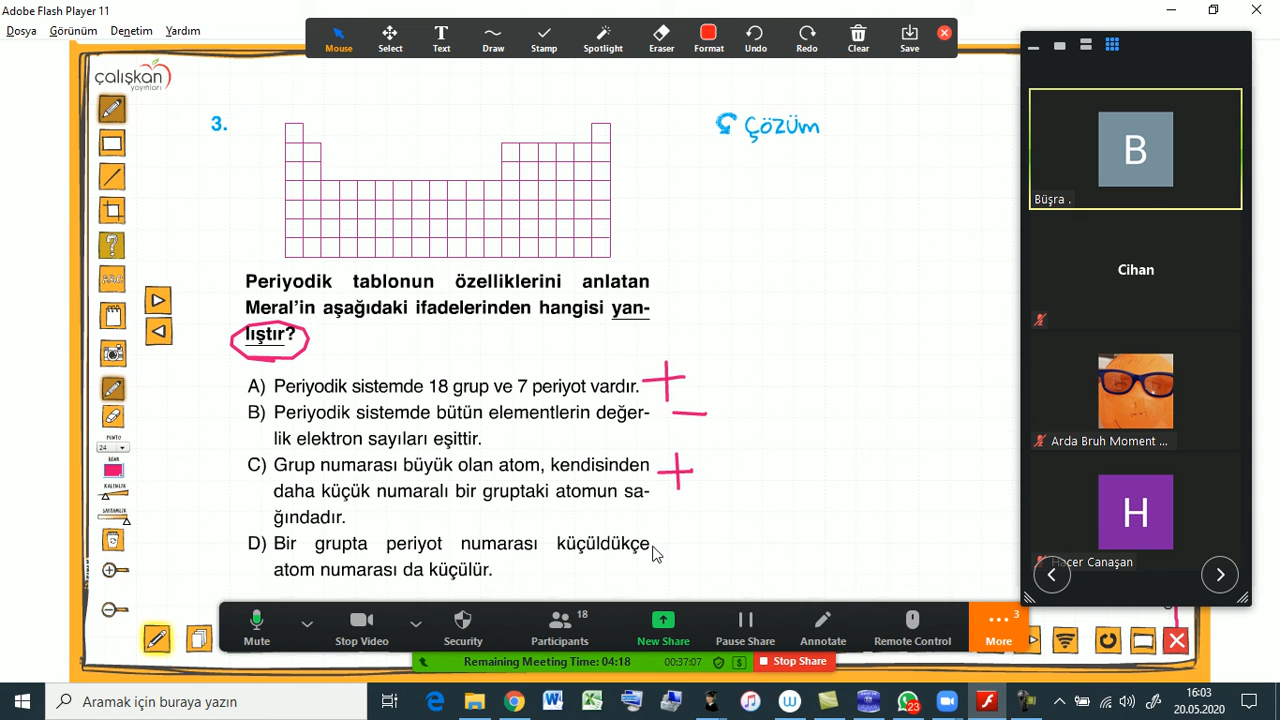 Adobe Flash Player 11
Dosya Görünüm Denetim Yardım
Mouse Select Text Draw Stamp Spotlight Eraser Format Undo Redo Clear Save
çalışkan
yayınları
3.
Çözüm
Periyodik tablonun özelliklerini anlatan
Meral'in aşağıdaki ifadelerinden hangisi yan-
lıştır?
A) Periyodik sistemde 18 grup ve 7 periyot vardır.
B) Periyodik sistemde bütün elementlerin değer-
lik elektron sayıları eşittir.
C) Grup numarası büyük olan atom, kendisinden
daha küçük numaralı bir gruptaki atomun sa-
ğındadır.
D) Bir grupta periyot numarası küçüldükçe
atom numarası da küçülür.
PUNTO
24
KALINLIK
B
Büşra .
Cihan
Arda Bruh Moment ...
H
Hacer Canaşan
Mute Stop Video Security Participants 18 New Share Pause Share Annotate Remote Control More 3
Remaining Meeting Time: 04:18 00:37:07 Stop Share
Aramak için buraya yazın
23
16:03
20.05.2020